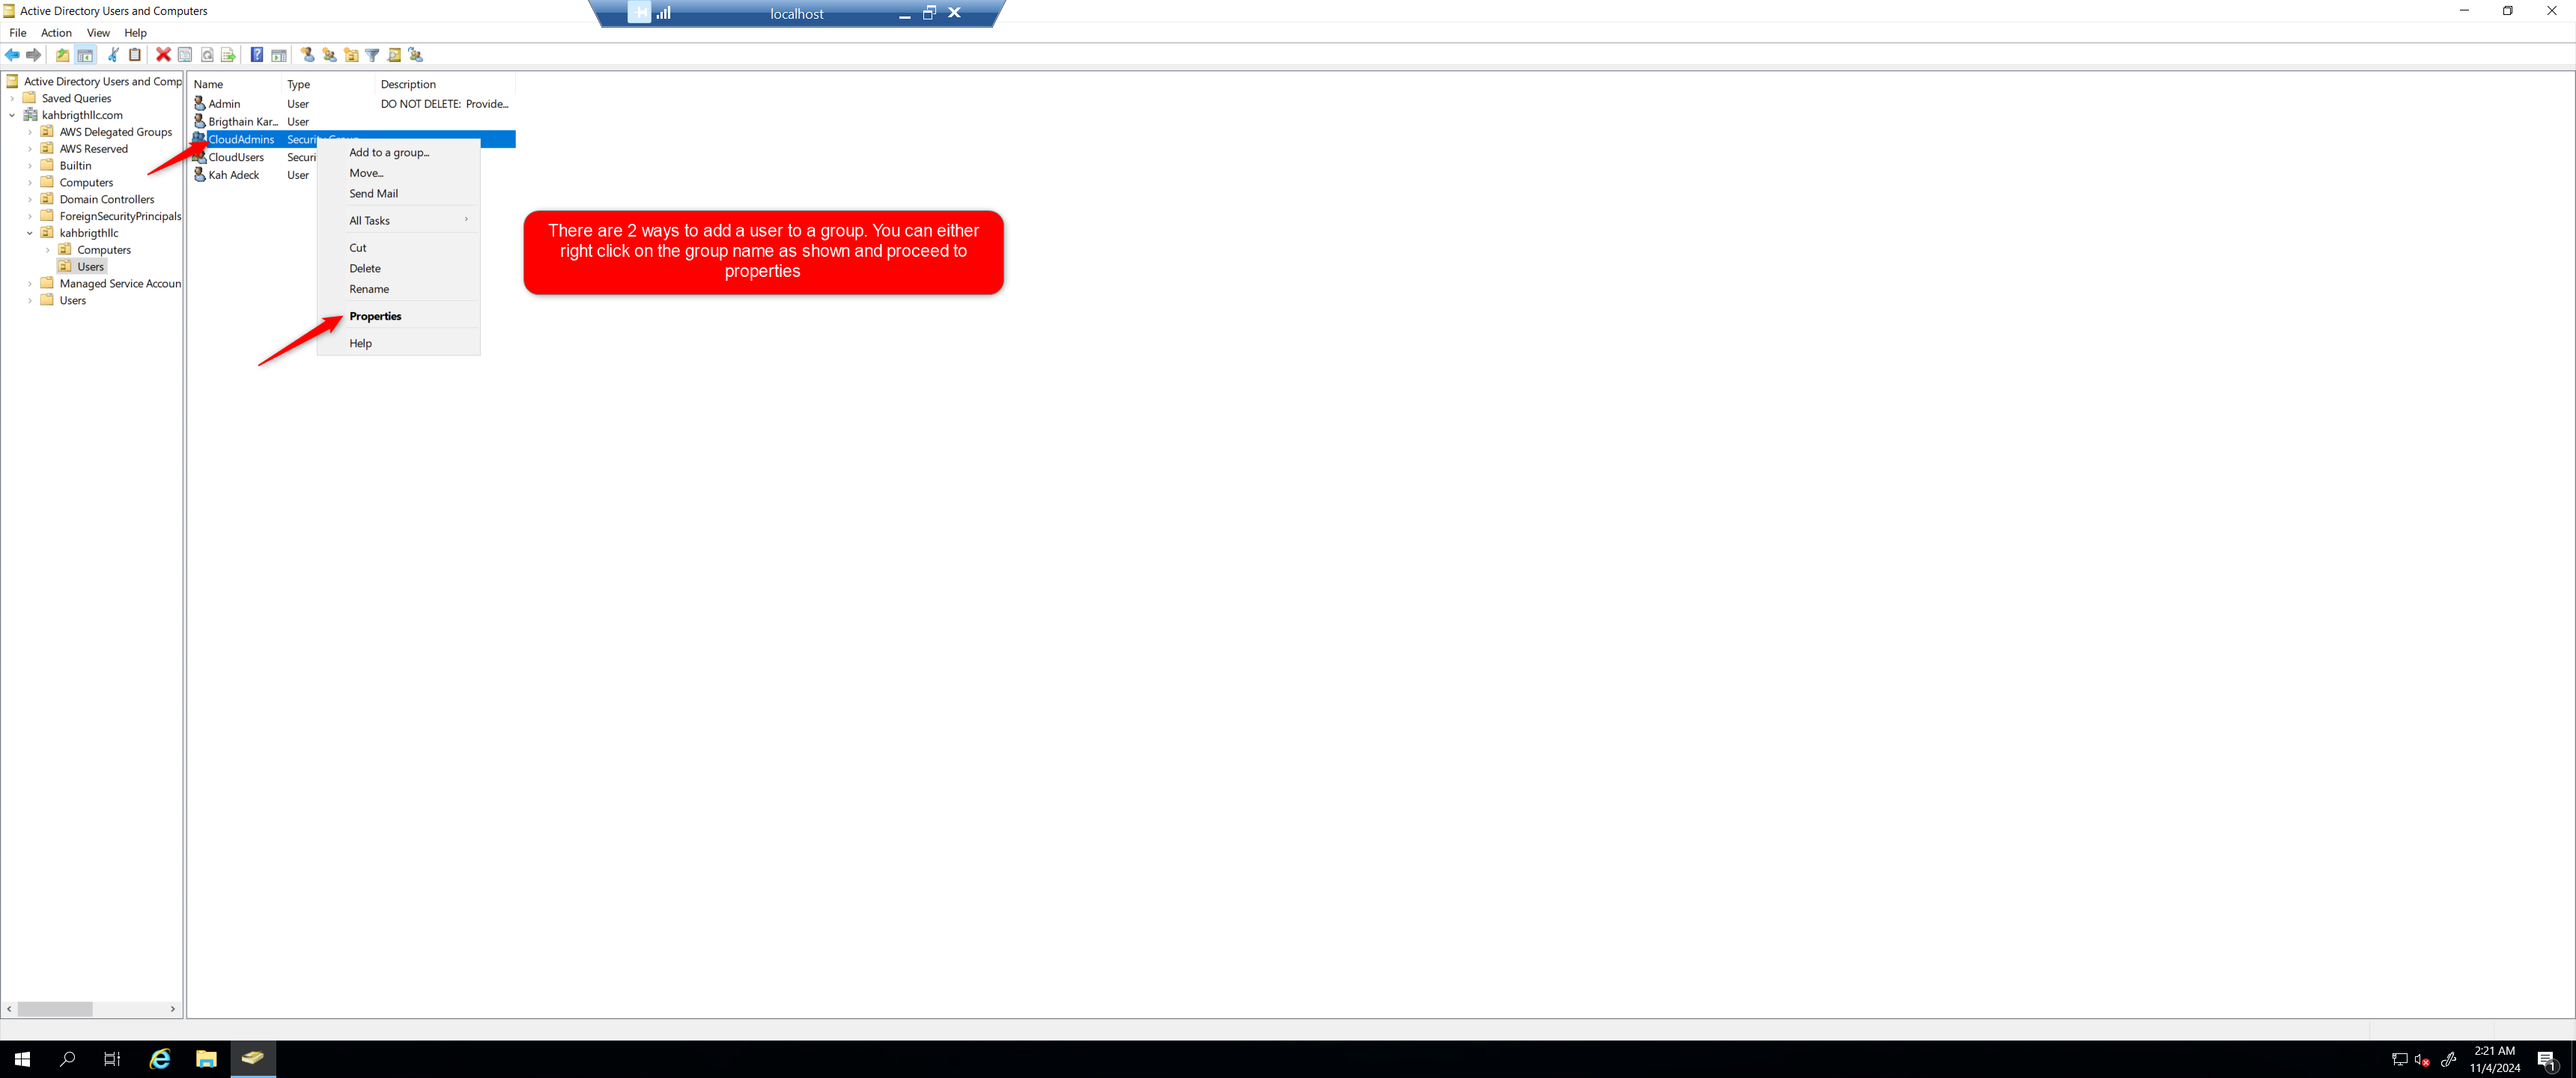 Active Directory Users and Computers
localhost
File Action View Help
Active Directory Users and Comp
Saved Queries
kahbrigthllc.com
AWS Delegated Groups
AWS Reserved
Builtin
Computers
Domain Controllers
ForeignSecurityPrincipals
kahbrigthllc
Computers
Users
Managed Service Accoun
Users
Name Type Description
Admin User DO NOT DELETE: Provide...
Brigthain Kar... User
CloudAdmins Security Group
CloudUsers Securi
Kah Adeck User
Add to a group...
Move...
Send Mail
All Tasks
Cut
Delete
Rename
Properties
Help
There are 2 ways to add a user to a group. You can either
right click on the group name as shown and proceed to
properties
2:21 AM
11/4/2024
1